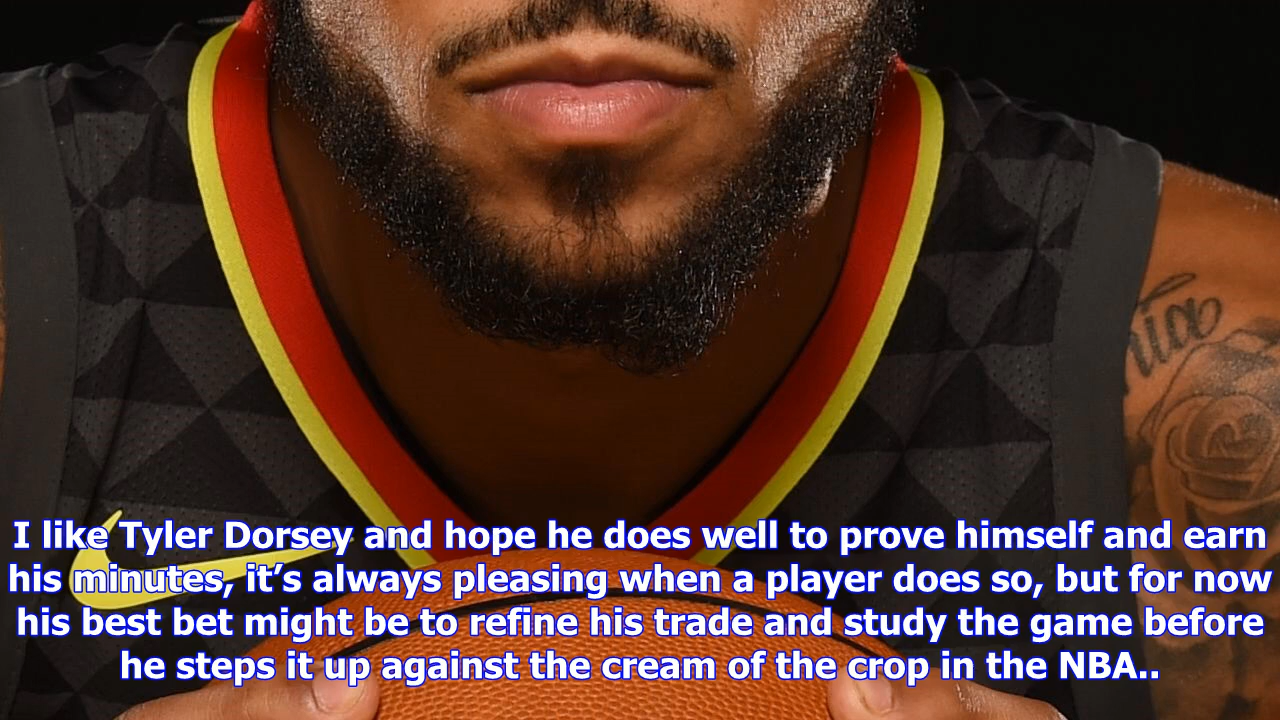 I like Tyler Dorsey and hope he does well to prove himself and earn
his minutes, it’s always pleasing when a player does so, but for now
his best bet might be to refine his trade and study the game before
he steps it up against the cream of the crop in the NBA..